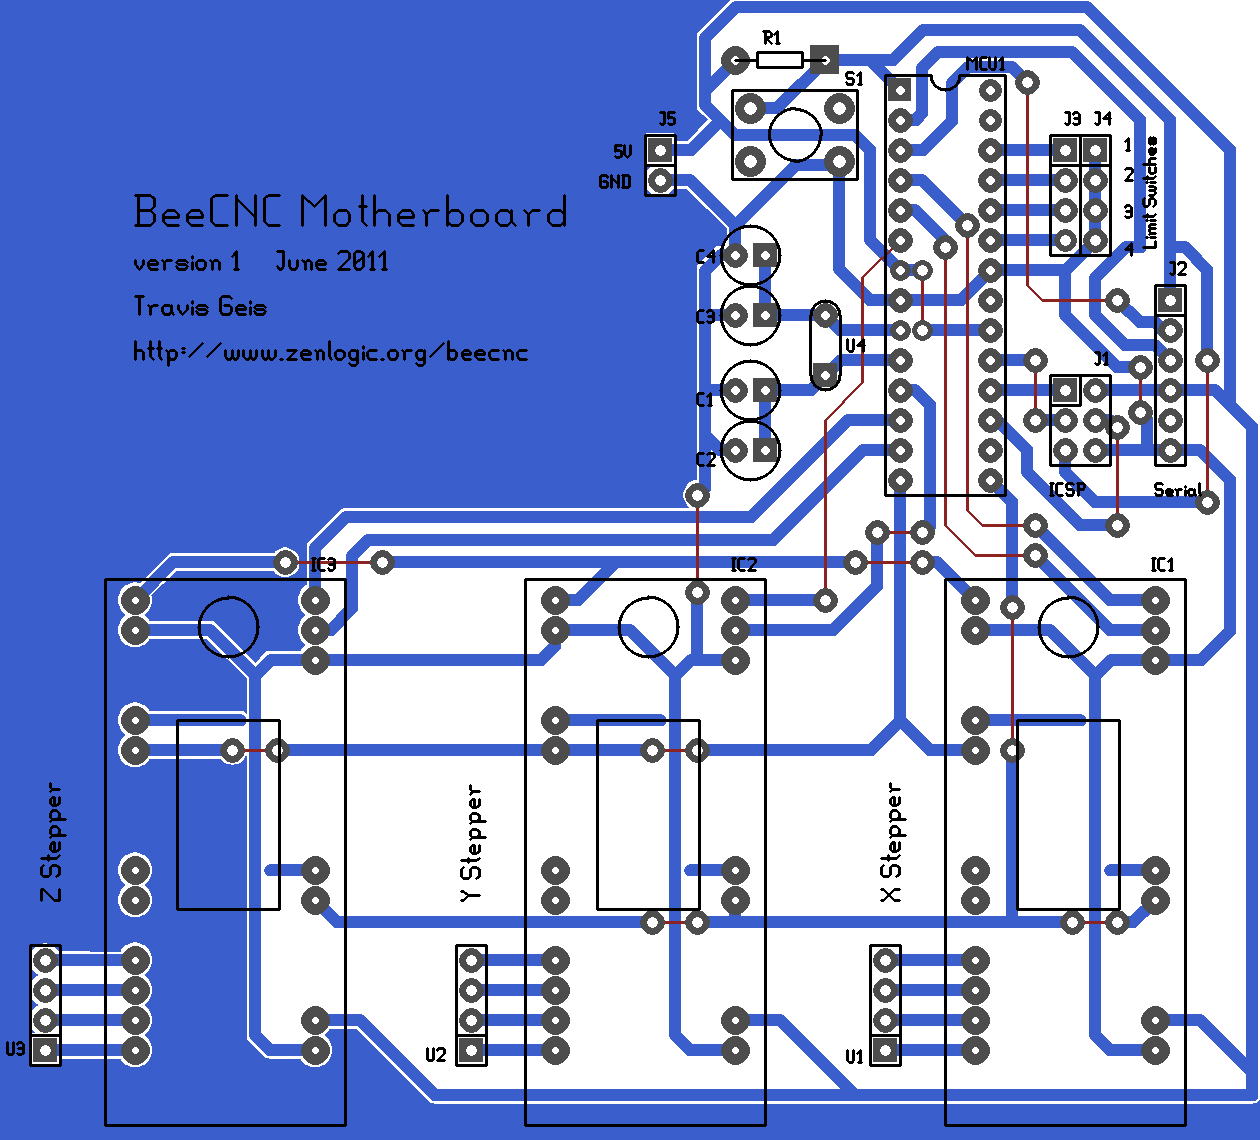 R1
MCU1
S1
J5
J3 J4
5V
GND
1
2
3
4
Limit Switches
BeeCNC Motherboard
version 1 June 2011
Travis Geis
http://www.zenlogic.org/beecnc
C4
C3
C1
C2
U4
J2
J1
ICSP
Serial
IC3
IC2
IC1
Z Stepper
Y Stepper
X Stepper
U3
U2
U1